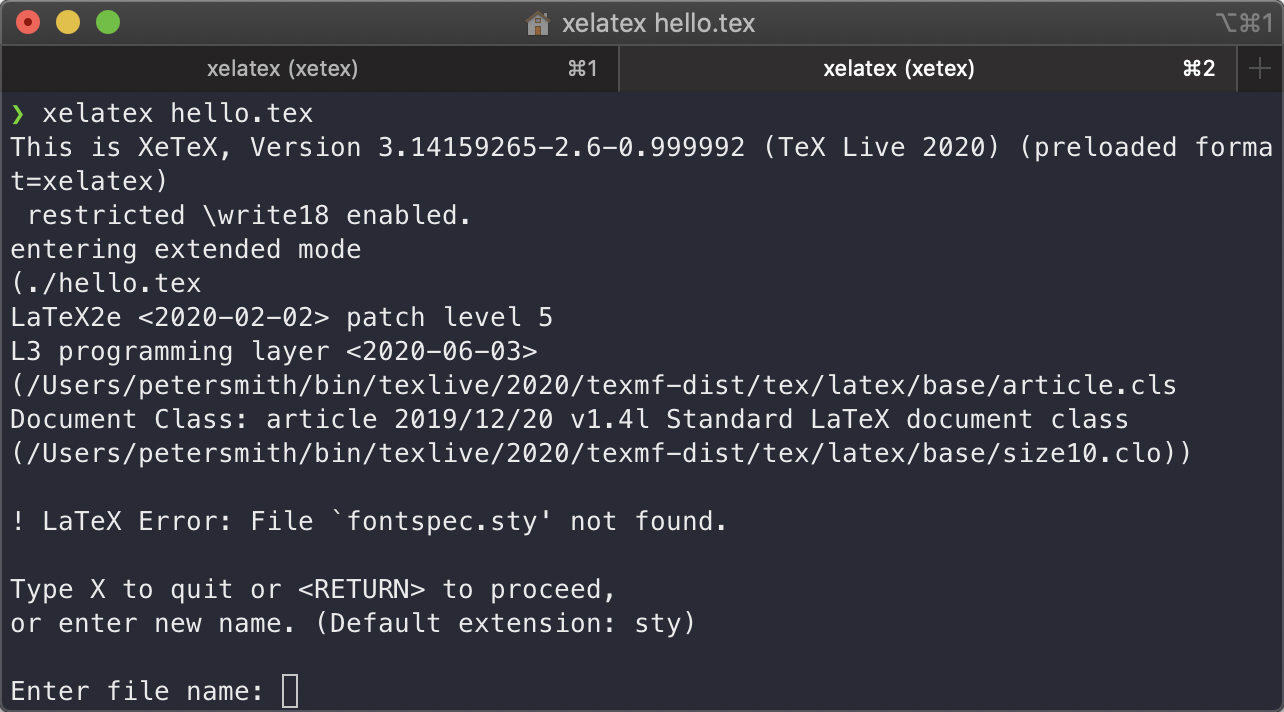 xelatex hello.tex
⌥⌘1
xelatex (xetex) ⌘1
xelatex (xetex) ⌘2
❯ xelatex hello.tex
This is XeTeX, Version 3.14159265-2.6-0.999992 (TeX Live 2020) (preloaded forma
t=xelatex)
 restricted \write18 enabled.
entering extended mode
(./hello.tex
LaTeX2e <2020-02-02> patch level 5
L3 programming layer <2020-06-03>
(/Users/petersmith/bin/texlive/2020/texmf-dist/tex/latex/base/article.cls
Document Class: article 2019/12/20 v1.4l Standard LaTeX document class
(/Users/petersmith/bin/texlive/2020/texmf-dist/tex/latex/base/size10.clo))
! LaTeX Error: File `fontspec.sty' not found.
Type X to quit or <RETURN> to proceed,
or enter new name. (Default extension: sty)
Enter file name: